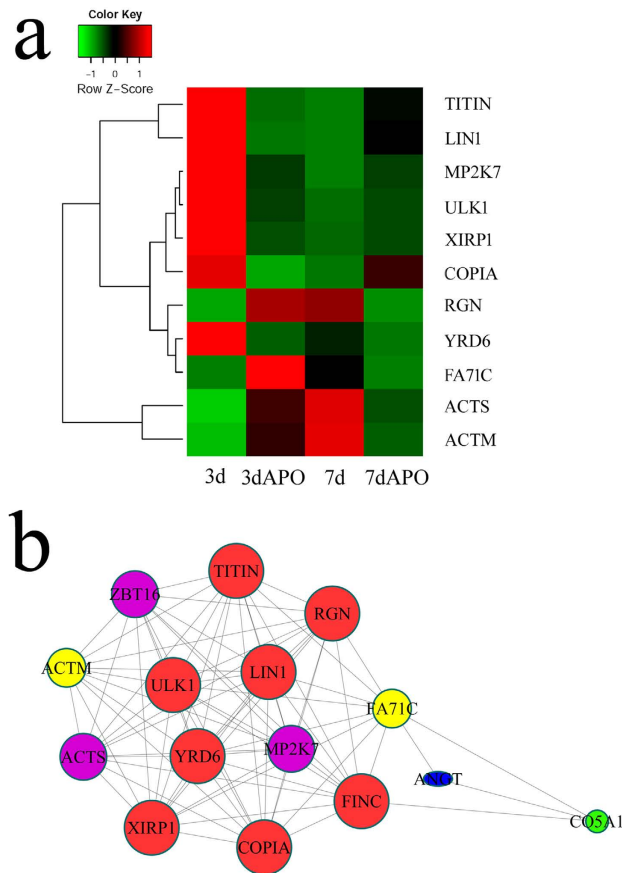 a
Color Key
-1 0 1
Row Z-Score
TITIN
LIN1
MP2K7
ULK1
XIRP1
COPIA
RGN
YRD6
FA71C
ACTS
ACTM
3d 3dAPO 7d 7dAPO
b
TITIN
ZBT16
RGN
ACTM
ULK1
LIN1
FA71C
ACTS
YRD6
MP2K7
ANGT
FINC
CO5A1
XIRP1
COPIA